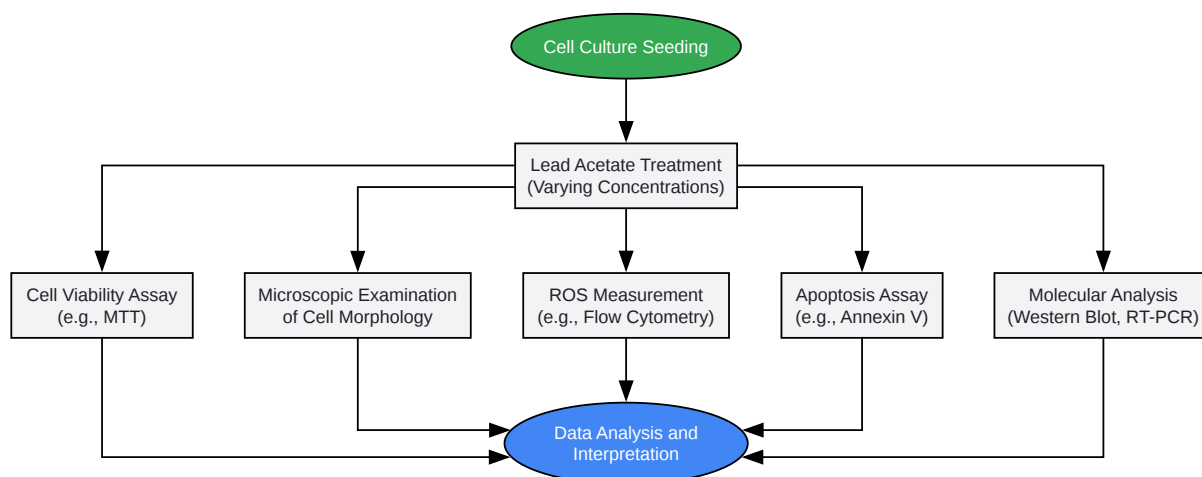 Cell Culture Seeding
Lead Acetate Treatment
(Varying Concentrations)
Cell Viability Assay
(e.g., MTT)
Microscopic Examination
of Cell Morphology
ROS Measurement
(e.g., Flow Cytometry)
Apoptosis Assay
(e.g., Annexin V)
Molecular Analysis
(Western Blot, RT-PCR)
Data Analysis and
Interpretation